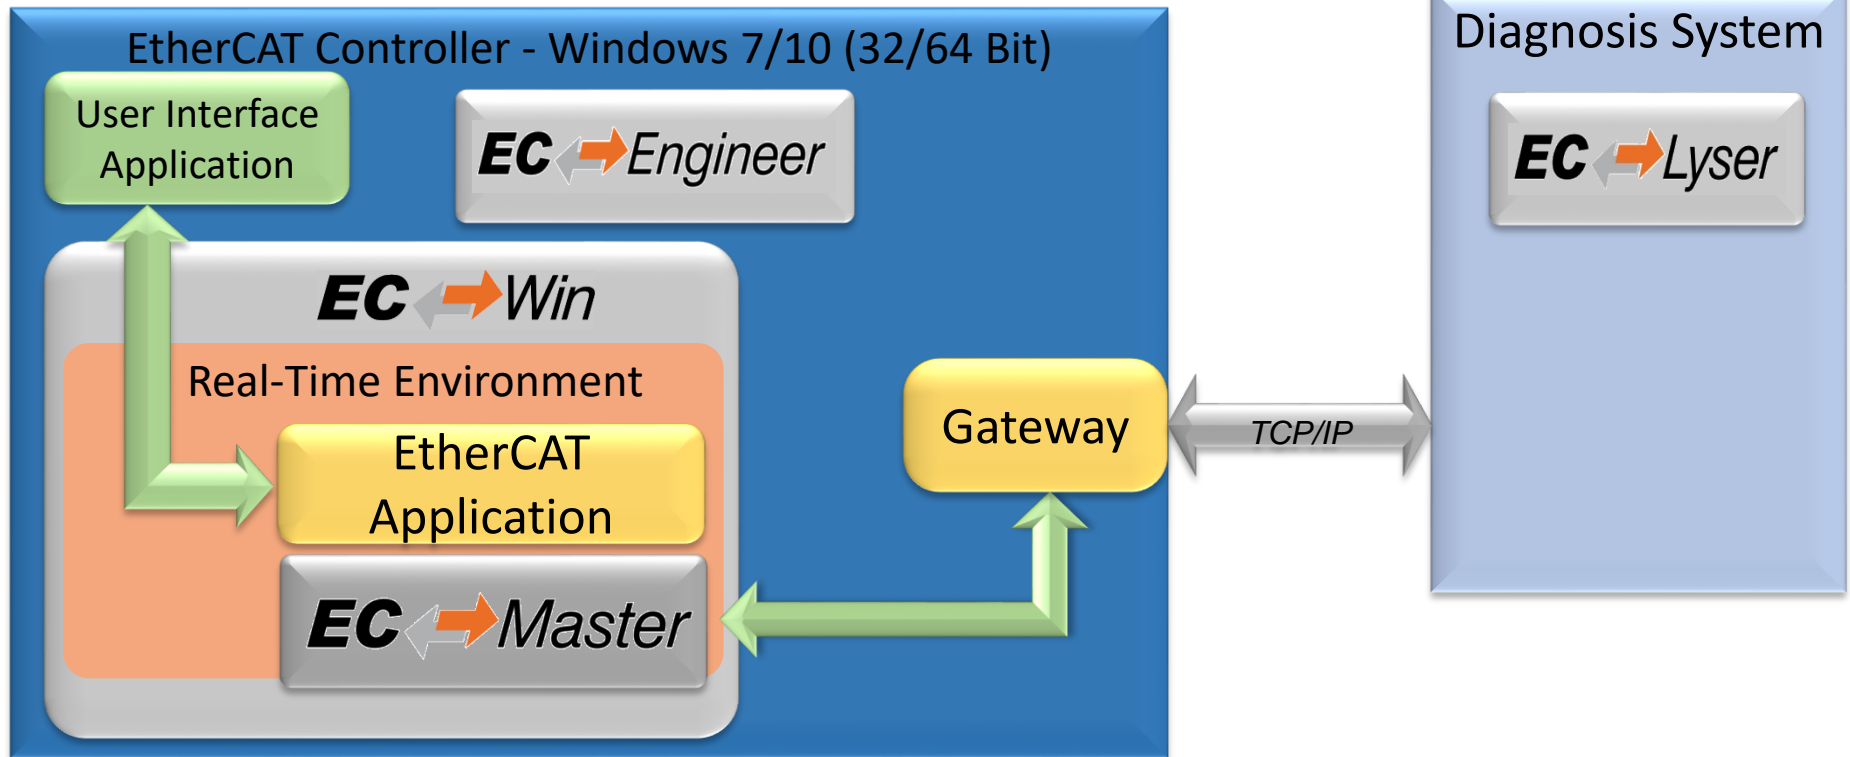 EtherCAT Controller - Windows 7/10 (32/64 Bit)
User Interface
Application
EC Engineer
EC Win
Real-Time Environment
EtherCAT
Application
EC Master
Gateway
TCP/IP
Diagnosis System
EC Lyser